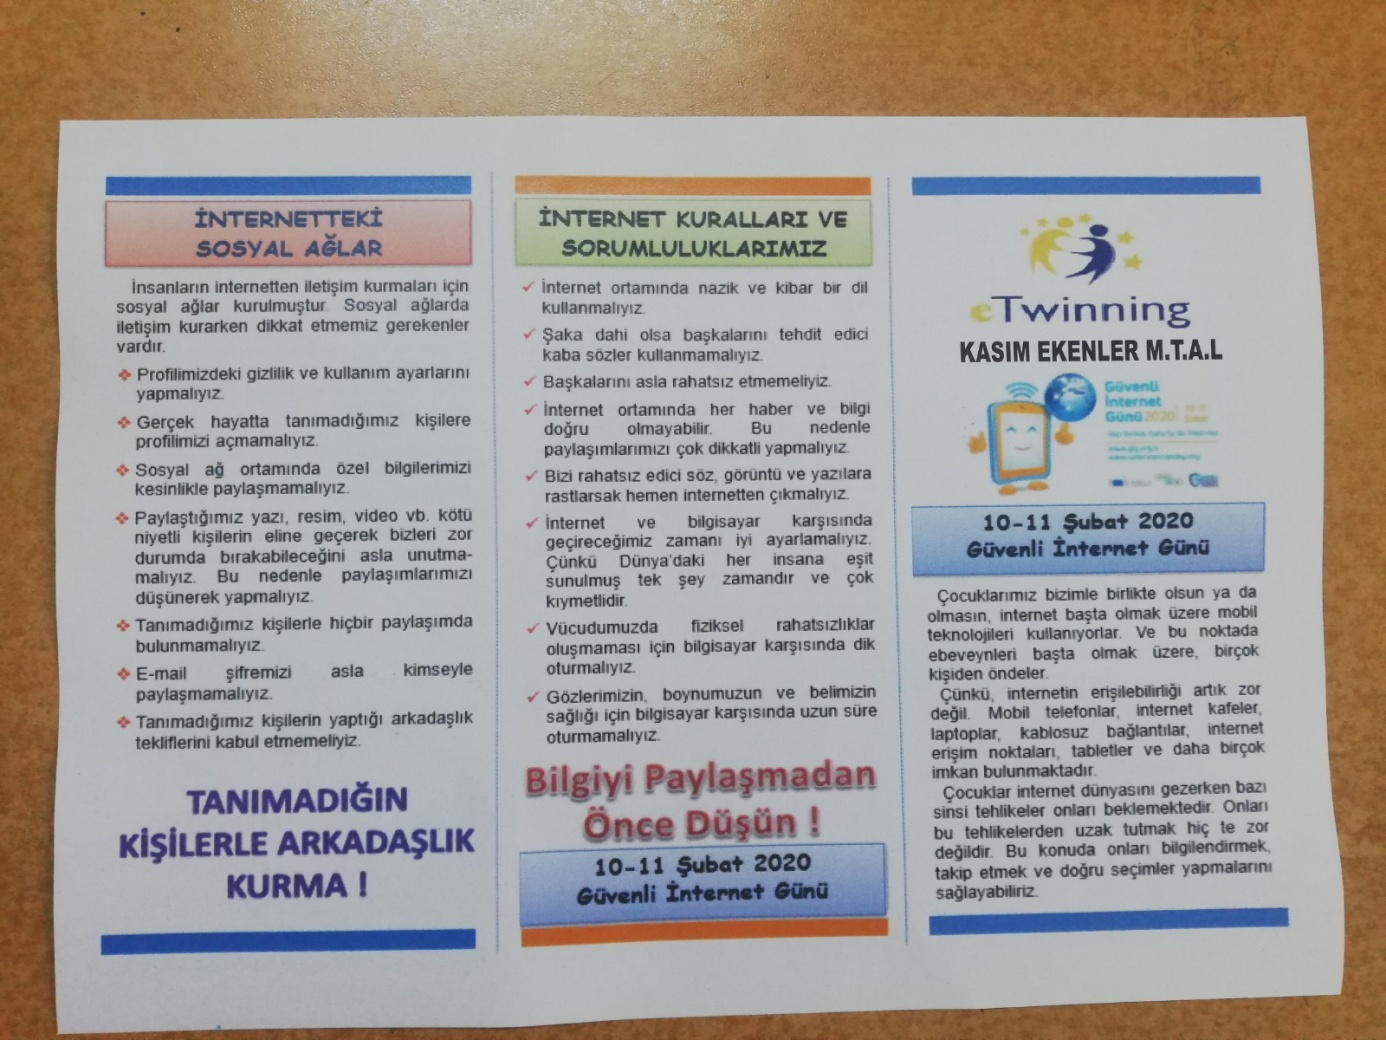 İNTERNETTEKİ
SOSYAL AĞLAR
İnsanların internetten iletişim kurmaları için
sosyal ağlar kurulmuştur. Sosyal ağlarda
iletişim kurarken dikkat etmemiz gerekenler
vardır.
Profilimizdeki gizlilik ve kullanım ayarlarını
yapmalıyız.
Gerçek hayatta tanımadığımız kişilere
profilimizi açmamalıyız.
Sosyal ağ ortamında özel bilgilerimizi
kesinlikle paylaşmamalıyız.
Paylaştığımız yazı, resim, video vb. kötü
niyetli kişilerin eline geçerek bizleri zor
durumda bırakabileceğini asla unutma-
malıyız. Bu nedenle paylaşımlarımızı
düşünerek yapmalıyız.
Tanımadığımız kişilerle hiçbir paylaşımda
bulunmamalıyız.
E-mail şifremizi asla kimseyle
paylaşmamalıyız.
Tanımadığımız kişilerin yaptığı arkadaşlık
tekliflerini kabul etmemeliyiz.
TANIMADIĞIN
KİŞİLERLE ARKADAŞLIK
KURMA !
İNTERNET KURALLARI VE
SORUMLULUKLARIMIZ
İnternet ortamında nazik ve kibar bir dil
kullanmalıyız.
Şaka dahi olsa başkalarını tehdit edici
kaba sözler kullanmamalıyız.
Başkalarını asla rahatsız etmemeliyiz.
İnternet ortamında her haber ve bilgi
doğru olmayabilir. Bu nedenle
paylaşımlarımızı çok dikkatli yapmalıyız.
Bizi rahatsız edici söz, görüntü ve yazılara
rastlarsak hemen internetten çıkmalıyız.
İnternet ve bilgisayar karşısında
geçireceğimiz zamanı iyi ayarlamalıyız.
Çünkü Dünya'daki her insana eşit
sunulmuş tek şey zamandır ve çok
kıymetlidir.
Vücudumuzda fiziksel rahatsızlıklar
oluşmaması için bilgisayar karşısında dik
oturmalıyız.
Gözlerimizin, boynumuzun ve belimizin
sağlığı için bilgisayar karşısında uzun süre
oturmamalıyız.
Bilgiyi Paylaşmadan
Önce Düşün !
10-11 Şubat 2020
Güvenli İnternet Günü
eTwinning
KASIM EKENLER M.T.A.L
Güvenli
İnternet
Günü 2020
10-11 Şubat 2020
Güvenli İnternet Günü
Çocuklarımız bizimle birlikte olsun ya da
olmasın, internet başta olmak üzere mobil
teknolojileri kullanıyorlar. Ve bu noktada
ebeveynleri başta olmak üzere, birçok
kişiden öndeler.
Çünkü, internetin erişilebilirliği artık zor
değil. Mobil telefonlar, internet kafeler,
laptoplar, kablosuz bağlantılar, internet
erişim noktaları, tabletler ve daha birçok
imkan bulunmaktadır.
Çocuklar internet dünyasını gezerken bazı
sinsi tehlikeler onları beklemektedir. Onları
bu tehlikelerden uzak tutmak hiç te zor
değildir. Bu konuda onları bilgilendirmek,
takip etmek ve doğru seçimler yapmalarını
sağlayabiliriz.